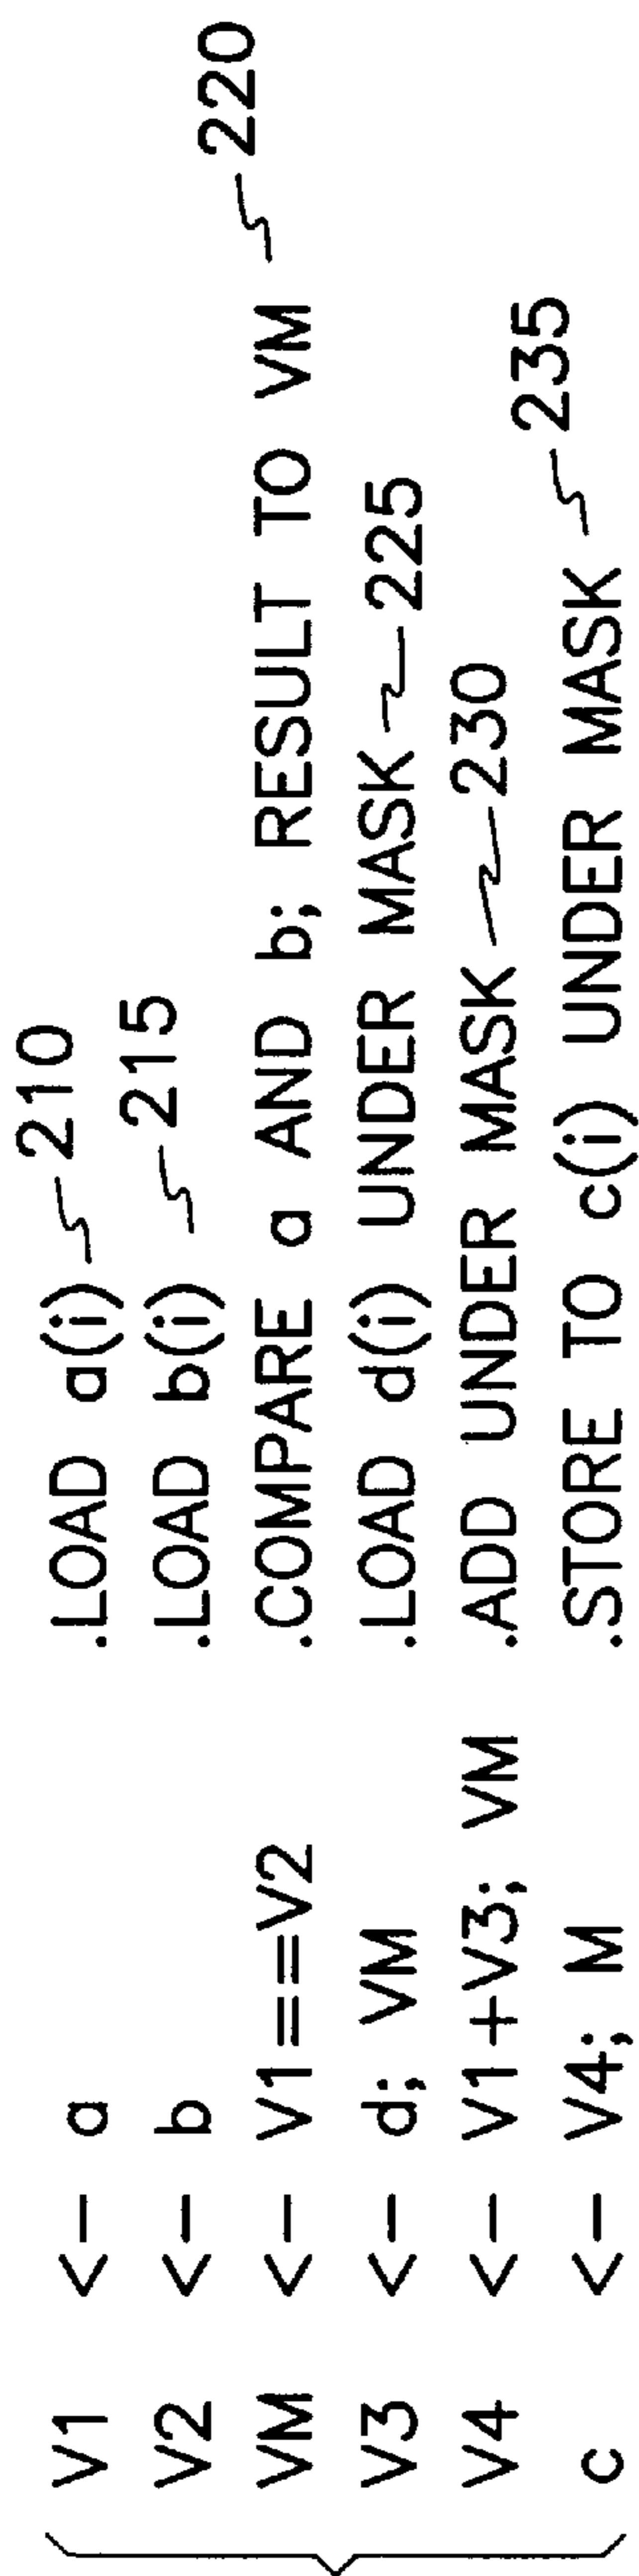 V1 <- a .LOAD a(i) 210
V2 <- b .LOAD b(i) 215
VM <- V1==V2 .COMPARE a AND b; RESULT TO VM 220
V3 <- d; VM .LOAD d(i) UNDER MASK 225
V4 <- V1+V3; VM .ADD UNDER MASK 230
c <- V4; M .STORE TO c(i) UNDER MASK 235